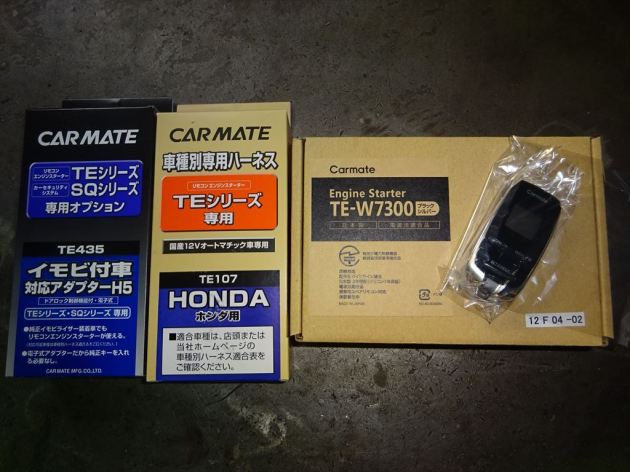 CARMATE
リモコン
エンジンスターター
TEシリーズ
カーセキュリティ
システム
SQシリーズ
専用オプション
TE435
イモビ付車
対応アダプターH5
ドアロック制御機能付・電子式
TEシリーズ・SQシリーズ 専用
●純正イモビライザー装着車でも
リモコンエンジンスターターが使える。
●電子式アダプターだから純正キーを入れ
る必要なし。
CARMATE MFG.CO.,LTD.
CARMATE
車種別専用ハーネス
リモコン エンジンスターター
TEシリーズ
専用
国産12Vオートマチック車専用
TE107
HONDA
ホンダ用
■適合車種は、店頭または
当社ホームページの
車種別ハーネス適合表を
ご確認ください。
Carmate
Engine Starter
TE-W7300
ブラック
シルバー
日本製
電波法適合品
12 F 04 -02